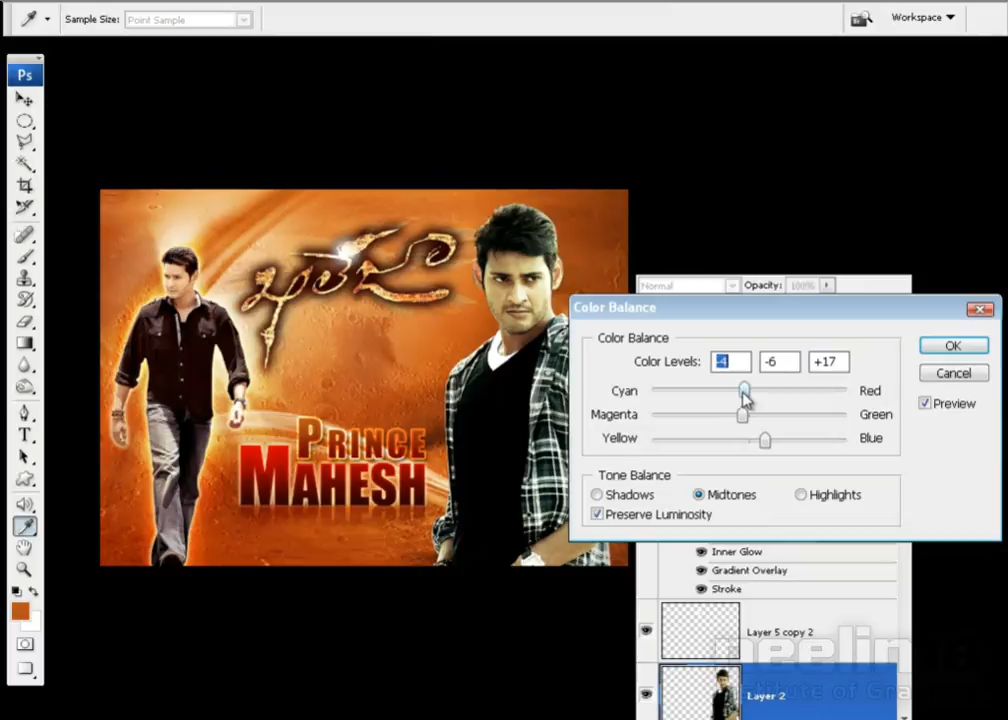 Sample Size: Point Sample
Workspace
Ps
ఖలేజా
PRINCE
MAHESH
Normal Opacity: 100%
Color Balance
Color Balance
Color Levels: -4 -6 +17
Cyan Red
Magenta Green
Yellow Blue
OK
Cancel
Preview
Tone Balance
Shadows Midtones Highlights
Preserve Luminosity
Inner Glow
Gradient Overlay
Stroke
Layer 5 copy 2
Layer 2